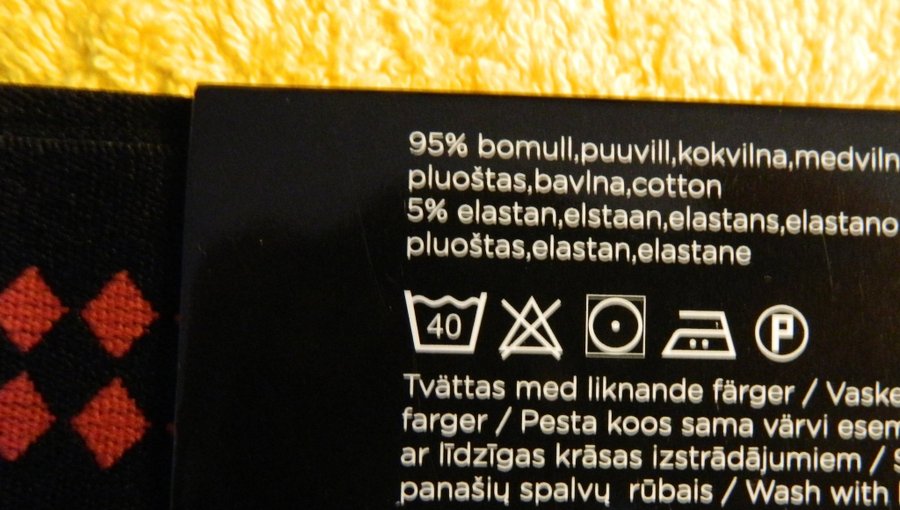 95% bomull,puuvill,kokvilna,medviln
pluoštas,bavlna,cotton
5% elastan,elstaan,elastans,elastano
pluoštas,elastan,elastane
40 P
Tvättas med liknande färger / Vaske
farger / Pesta koos sama värvi esem
ar līdzīgas krāsas izstrādājumiem /
panašių spalvų rūbais / Wash with